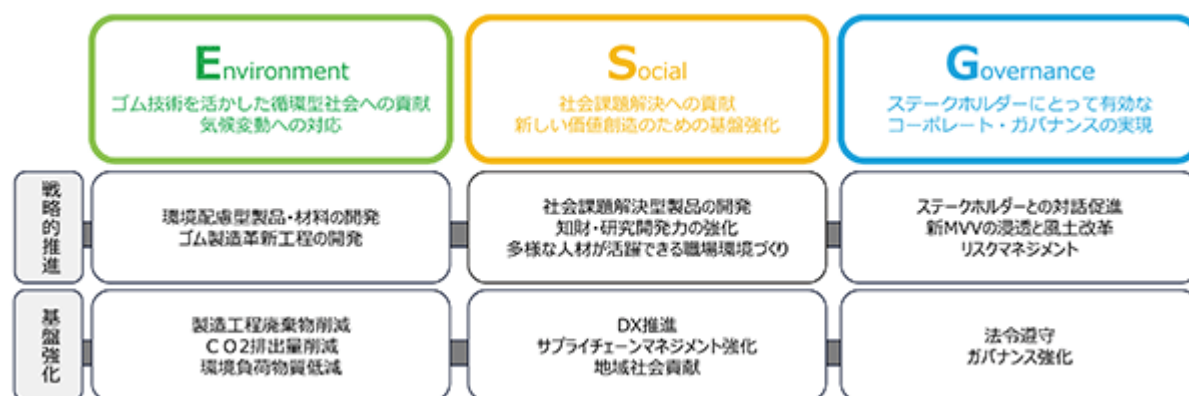 Environment
ゴム技術を活かした循環型社会への貢献
気候変動への対応
Social
社会課題解決への貢献
新しい価値創造のための基盤強化
Governance
ステークホルダーにとって有効な
コーポレート・ガバナンスの実現
戦略的推進
環境配慮型製品・材料の開発
ゴム製造革新工程の開発
社会課題解決型製品の開発
知財・研究開発力の強化
多様な人材が活躍できる職場環境づくり
ステークホルダーとの対話促進
新MVVの浸透と風土改革
リスクマネジメント
基盤強化
製造工程廃棄物削減
CO2排出量削減
環境負荷物質低減
DX推進
サプライチェーンマネジメント強化
地域社会貢献
法令遵守
ガバナンス強化